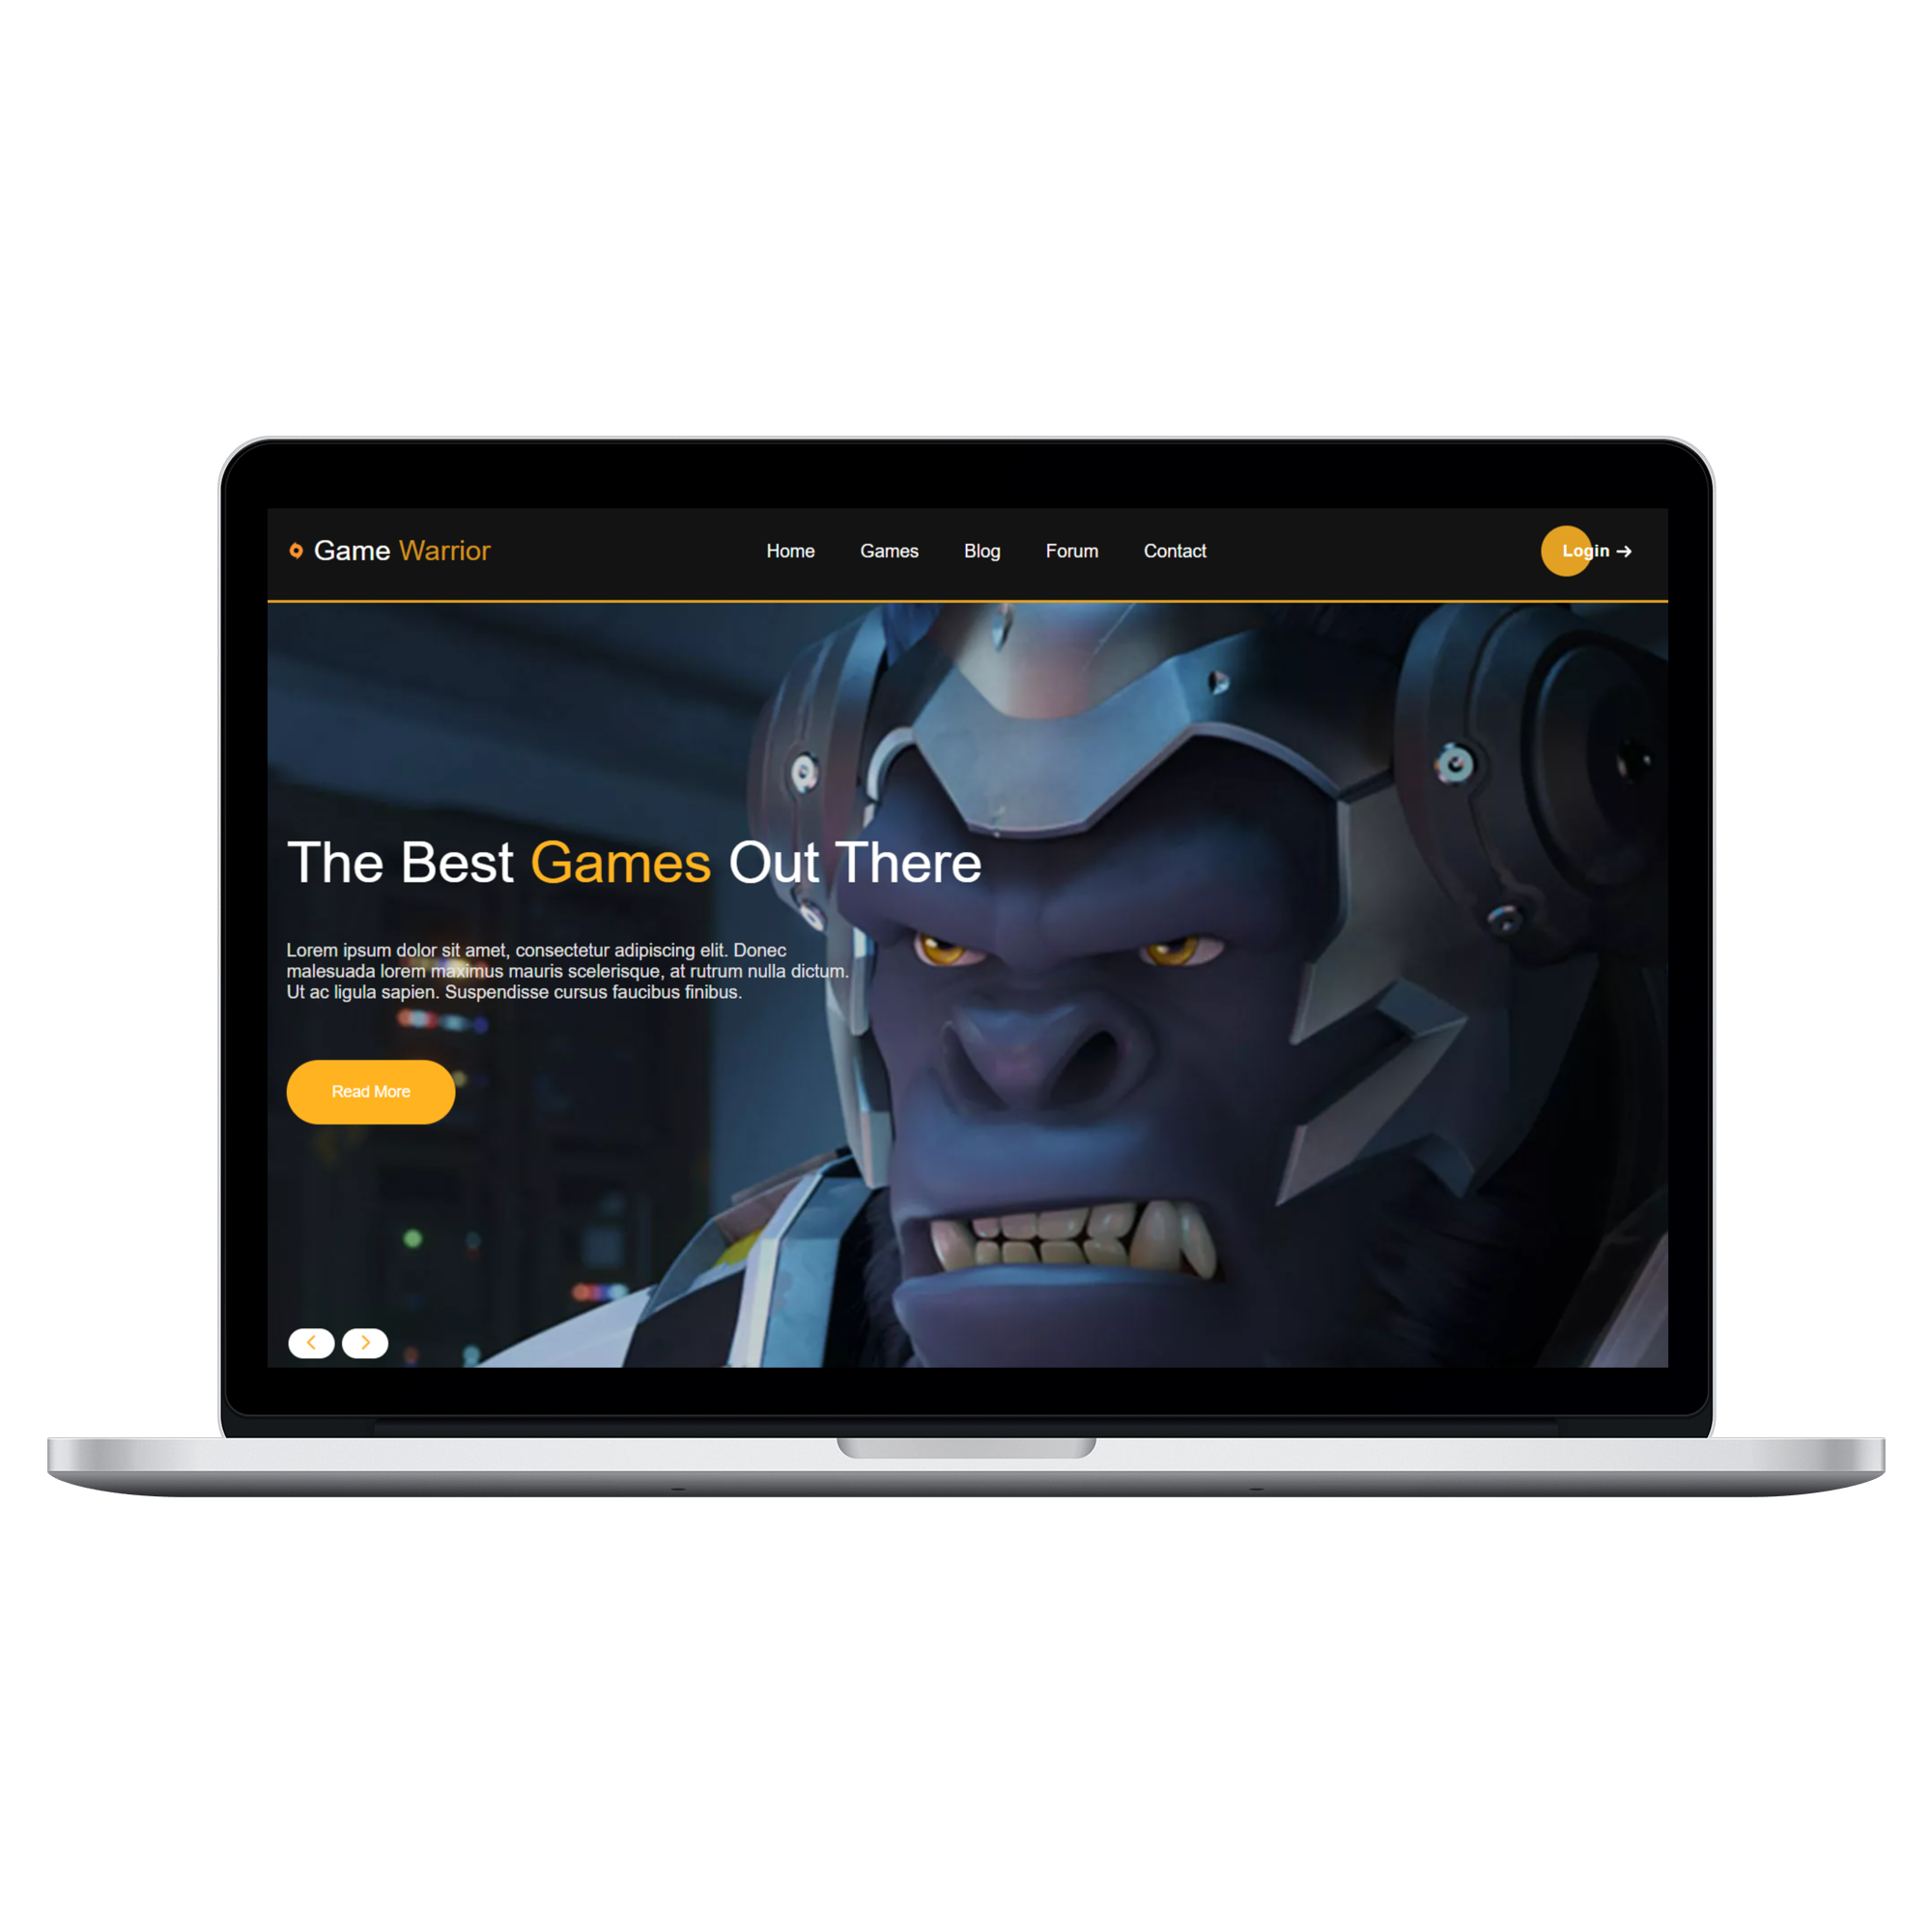 Game Warrior
Home Games Blog Forum Contact
Login →
The Best Games Out There
Lorem ipsum dolor sit amet, consectetur adipiscing elit. Donec
malesuada lorem maximus mauris scelerisque, at rutrum nulla dictum.
Ut ac ligula sapien. Suspendisse cursus faucibus finibus.
Read More